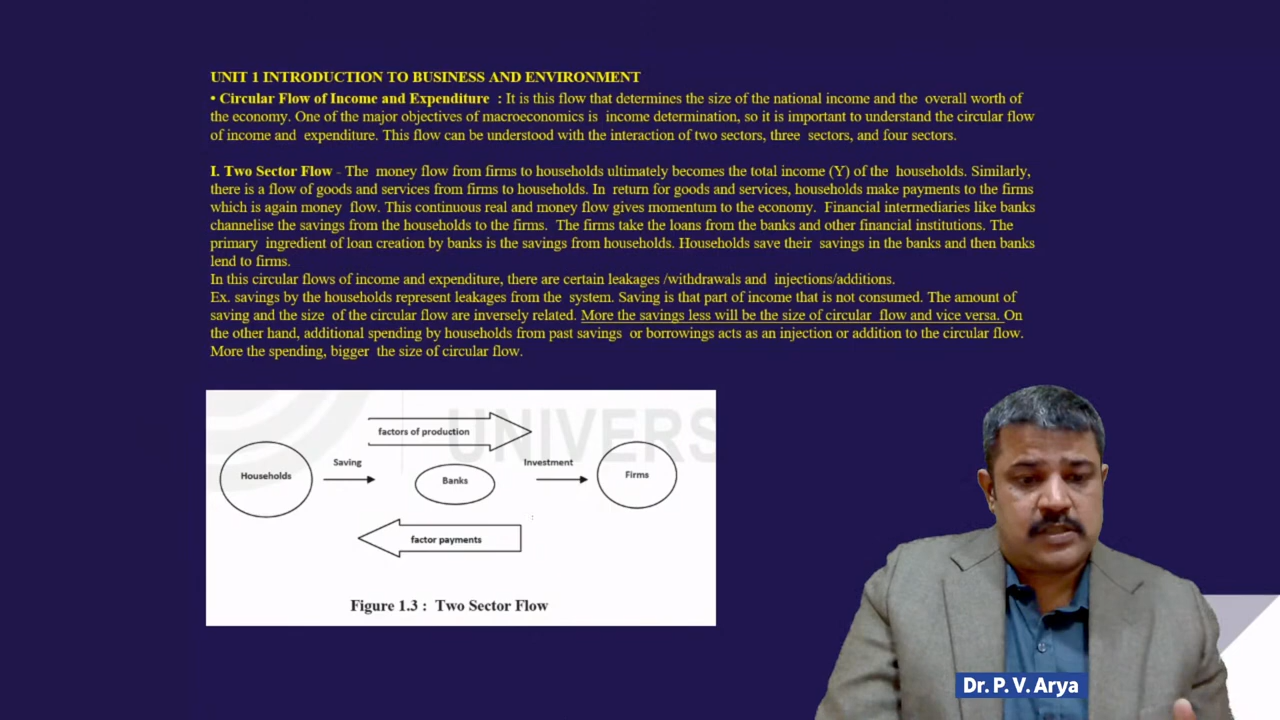 UNIT 1 INTRODUCTION TO BUSINESS AND ENVIRONMENT
• Circular Flow of Income and Expenditure : It is this flow that determines the size of the national income and the overall worth of
the economy. One of the major objectives of macroeconomics is income determination, so it is important to understand the circular flow
of income and expenditure. This flow can be understood with the interaction of two sectors, three sectors, and four sectors.
I. Two Sector Flow - The money flow from firms to households ultimately becomes the total income (Y) of the households. Similarly,
there is a flow of goods and services from firms to households. In return for goods and services, households make payments to the firms
which is again money flow. This continuous real and money flow gives momentum to the economy. Financial intermediaries like banks
channelise the savings from the households to the firms. The firms take the loans from the banks and other financial institutions. The
primary ingredient of loan creation by banks is the savings from households. Households save their savings in the banks and then banks
lend to firms.
In this circular flows of income and expenditure, there are certain leakages /withdrawals and injections/additions.
Ex. savings by the households represent leakages from the system. Saving is that part of income that is not consumed. The amount of
saving and the size of the circular flow are inversely related. More the savings less will be the size of circular flow and vice versa. On
the other hand, additional spending by households from past savings or borrowings acts as an injection or addition to the circular flow.
More the spending, bigger the size of circular flow.
UNIVERS
factors of production
Saving
Investment
Households
Banks
Firms
factor payments
Figure 1.3 : Two Sector Flow
Dr. P. V. Arya